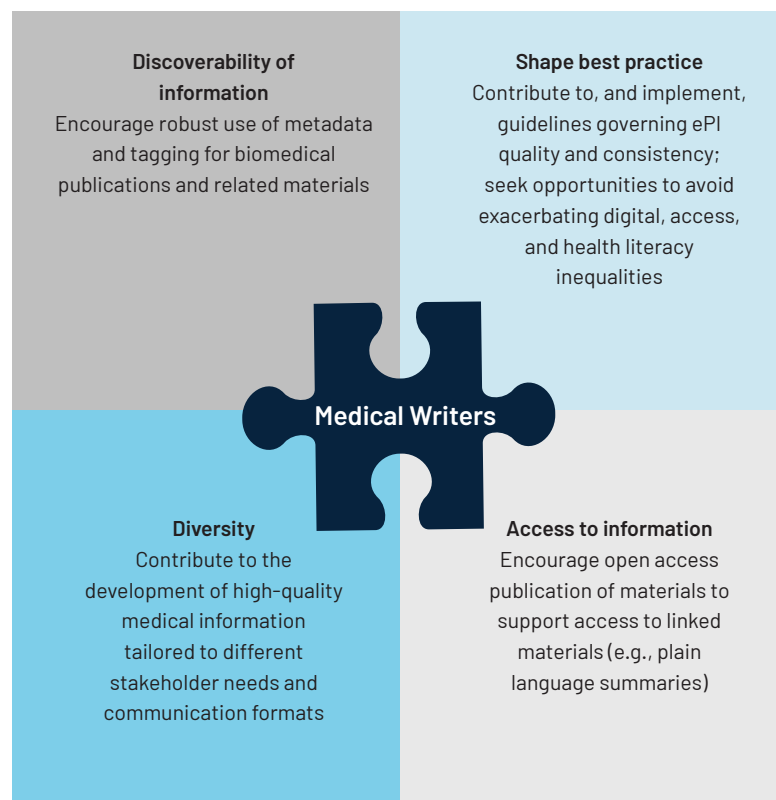 Discoverability of
information
Encourage robust use of metadata
and tagging for biomedical
publications and related materials
Shape best practice
Contribute to, and implement,
guidelines governing ePI
quality and consistency;
seek opportunities to avoid
exacerbating digital, access,
and health literacy
inequalities
Medical Writers
Diversity
Contribute to the
development of high-quality
medical information
tailored to different
stakeholder needs and
communication formats
Access to information
Encourage open access
publication of materials to
support access to linked
materials (e.g., plain
language summaries)